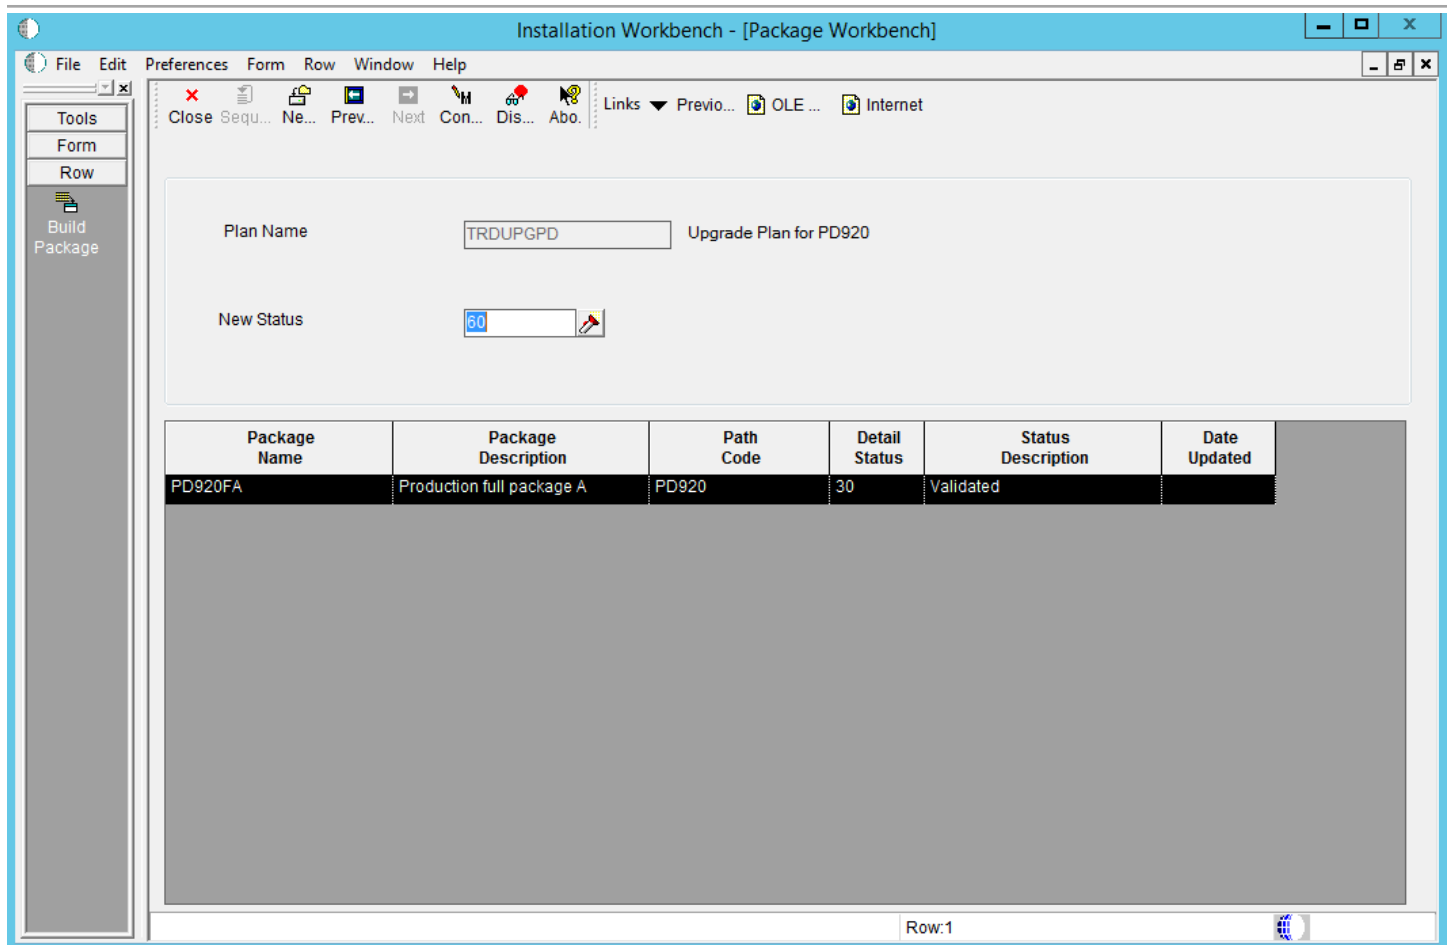 Installation Workbench - [Package Workbench]
File Edit Preferences Form Row Window Help
Tools
Form
Row
Build
Package
Close Sequ... Ne... Prev... Next Con... Dis... Abo. Links Previo... OLE ... Internet
Plan Name TRDUPGPD Upgrade Plan for PD920
New Status 60
Package Name Package Description Path Code Detail Status Status Description Date Updated
PD920FA Production full package A PD920 30 Validated
Row:1